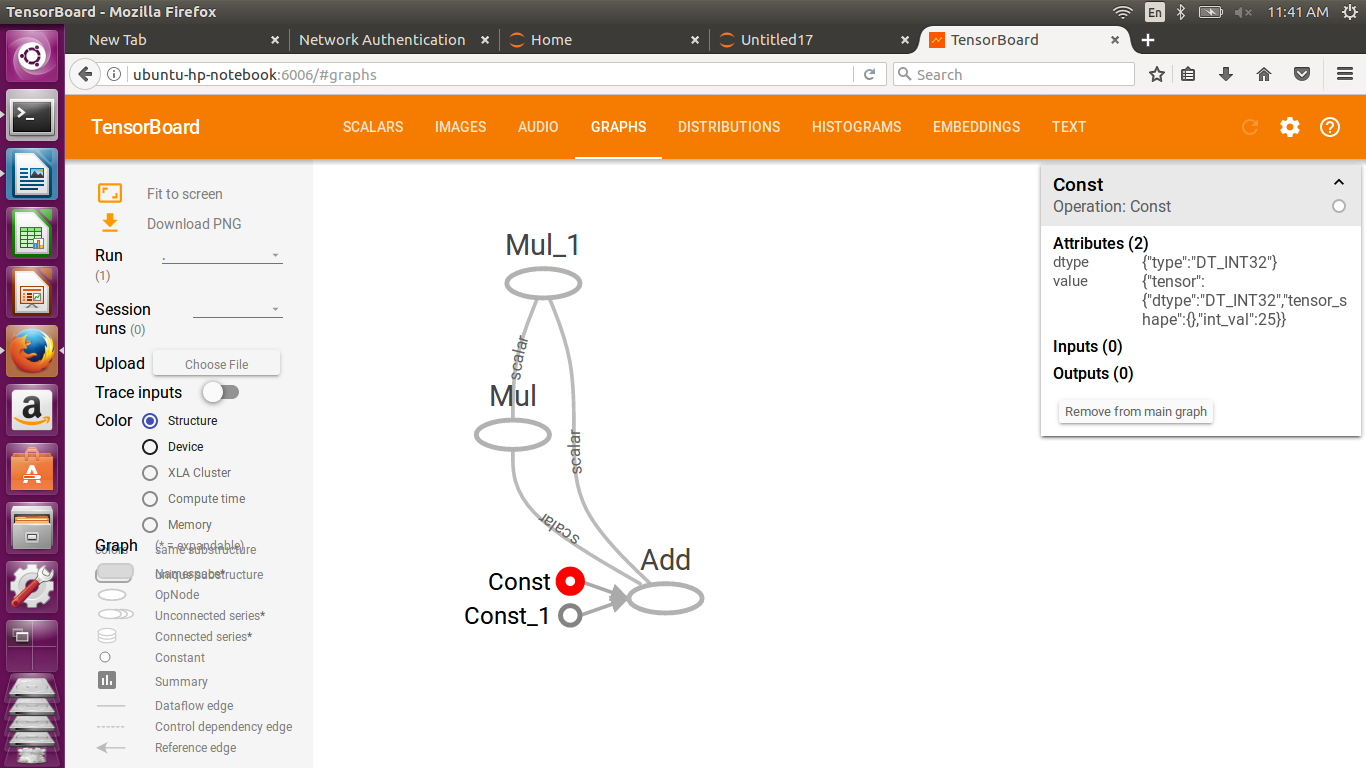 TensorBoard - Mozilla Firefox
En
11:41 AM
New Tab
Network Authentication
Home
Untitled17
TensorBoard
ubuntu-hp-notebook:6006/#graphs
Search
TensorBoard
SCALARS
IMAGES
AUDIO
GRAPHS
DISTRIBUTIONS
HISTOGRAMS
EMBEDDINGS
TEXT
Fit to screen
Download PNG
Run
(1)
.
Session
runs (0)
Upload
Choose File
Trace inputs
Color
Structure
Device
XLA Cluster
Compute time
Memory
Graph
(* = expandable)
colors
same substructure
Namespace*
unique substructure
OpNode
Unconnected series*
Connected series*
Constant
Summary
Dataflow edge
Control dependency edge
Reference edge
Mul_1
scalar
Mul
scalar
scalar
Add
Const
Const_1
Const
Operation: Const
Attributes (2)
dtype
{"type":"DT_INT32"}
value
{"tensor":
{"dtype":"DT_INT32","tensor_s
hape":{},"int_val":25}}
Inputs (0)
Outputs (0)
Remove from main graph